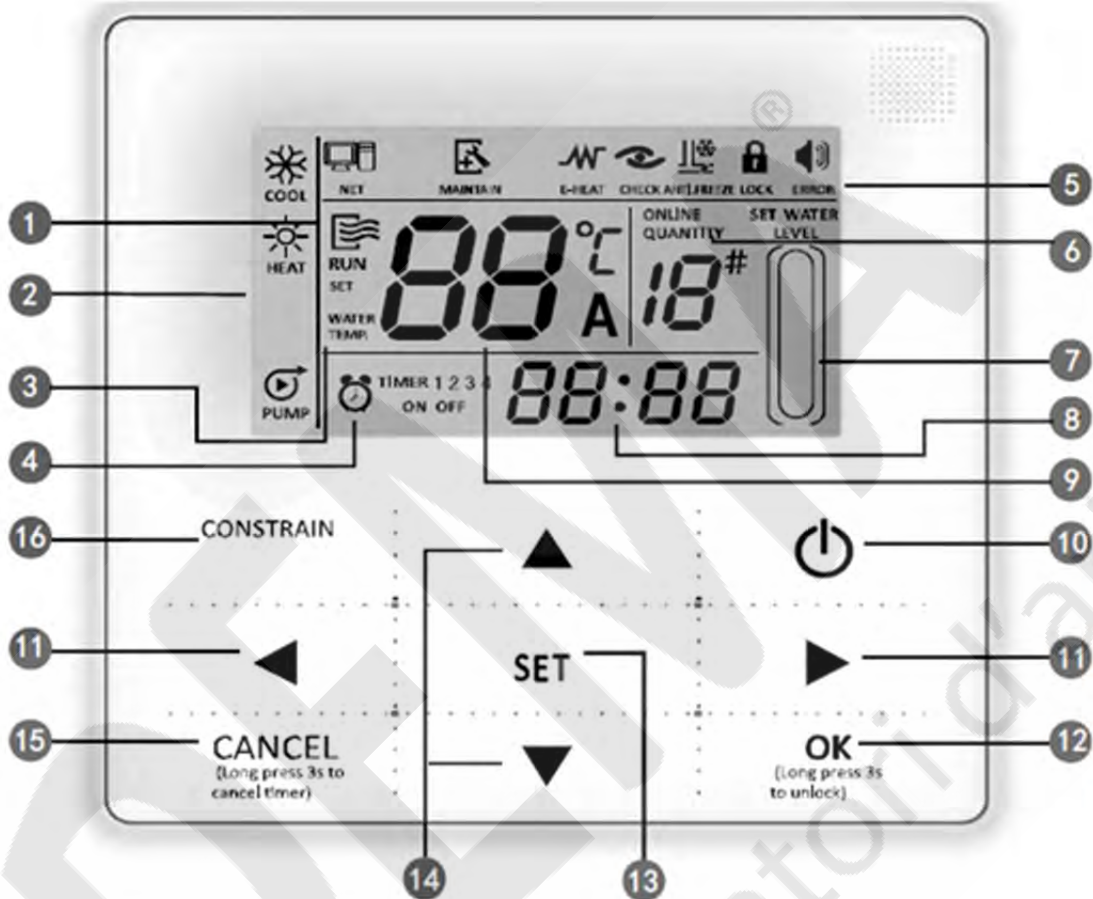 COOL
NET
MAINTAIN
E-HEAT
CHECK
ANTI.FREEZE
LOCK
ERROR
5
1
HEAT
RUN
SET
WATER
TEMP.
88
°C
A
ONLINE
QUANTITY
18#
SET WATER
LEVEL
6
2
7
3
PUMP
TIMER 1 2 3 4
ON OFF
88:88
8
4
9
16
CONSTRAIN
10
11
SET
11
15
CANCEL
(Long press 3s to
cancel timer)
OK
(Long press 3s
to unlock)
12
14
13
®
DEMA